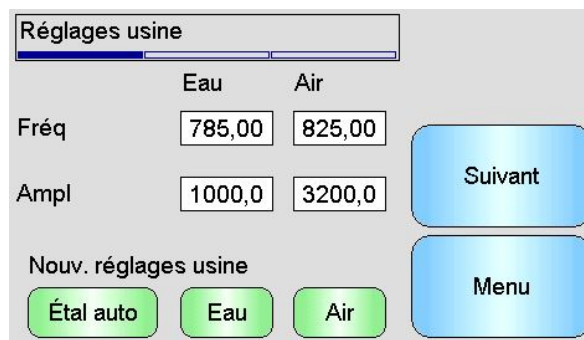 Réglages usine
Eau Air
Fréq 785,00 825,00
Ampl 1000,0 3200,0
Suivant
Nouv. réglages usine
Menu
Étal auto Eau Air